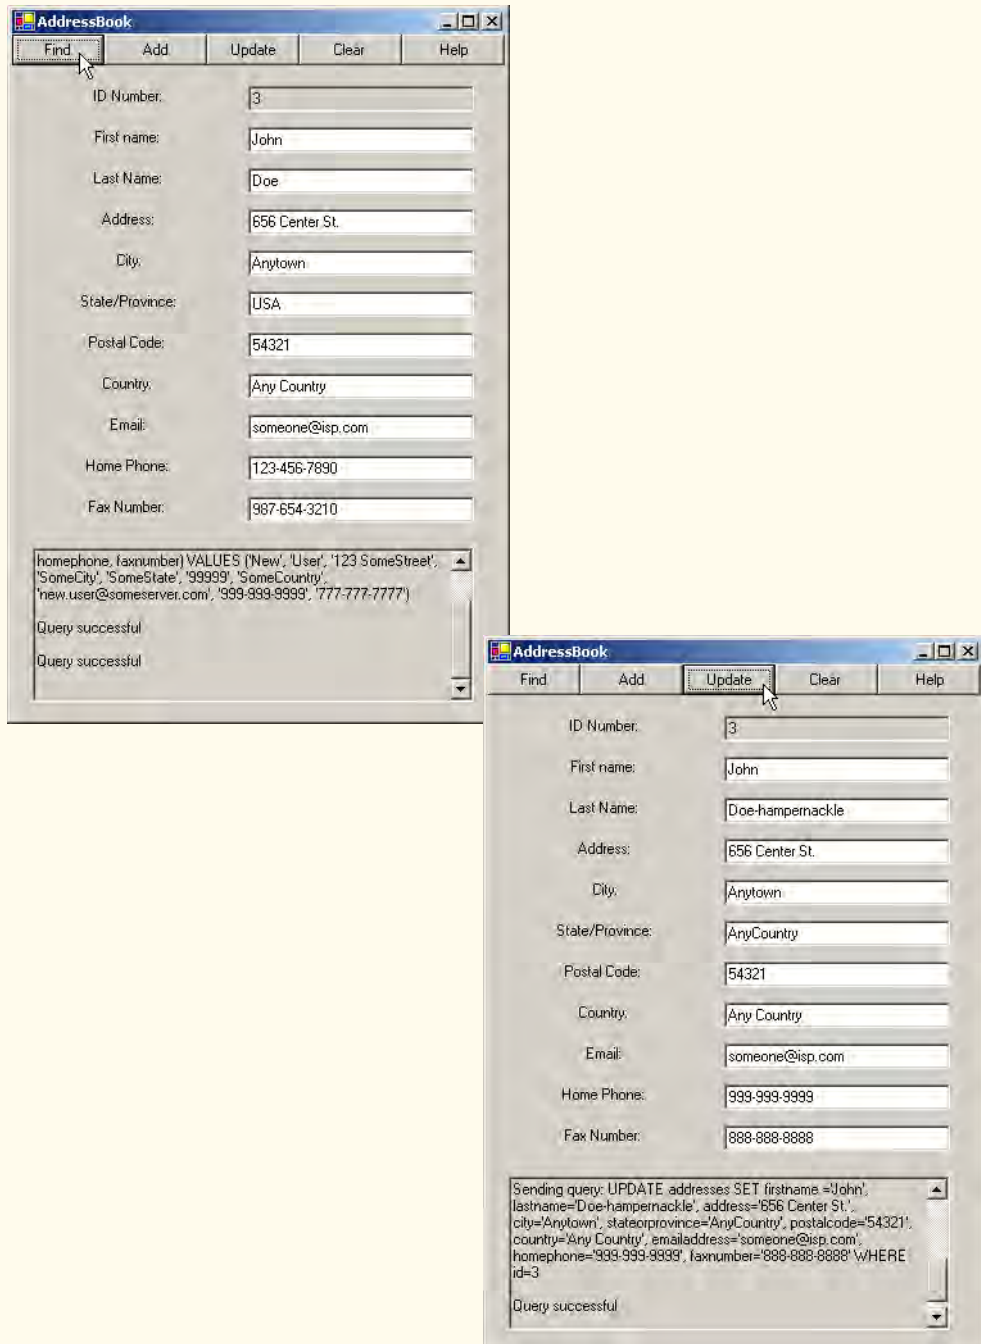 AddressBook
Find Add Update Clear Help
ID Number: 3
First name: John
Last Name: Doe
Address: 656 Center St.
City: Anytown
State/Province: USA
Postal Code: 54321
Country: Any Country
Email: someone@isp.com
Home Phone: 123-456-7890
Fax Number: 987-654-3210
homephone, faxnumber) VALUES ('New', 'User', '123 SomeStreet',
'SomeCity', 'SomeState', '99999', 'SomeCountry',
'new.user@someserver.com', '999-999-9999', '777-777-7777')
Query successful
Query successful
AddressBook
Find Add Update Clear Help
ID Number: 3
First name: John
Last Name: Doe-hampernackle
Address: 656 Center St.
City: Anytown
State/Province: AnyCountry
Postal Code: 54321
Country: Any Country
Email: someone@isp.com
Home Phone: 999-999-9999
Fax Number: 888-888-8888
Sending query: UPDATE addresses SET firstname ='John',
lastname='Doe-hampernackle', address='656 Center St.',
city='Anytown', stateorprovince='AnyCountry', postalcode='54321',
country='Any Country', emailaddress='someone@isp.com',
homephone='999-999-9999', faxnumber='888-888-8888' WHERE
id=3
Query successful